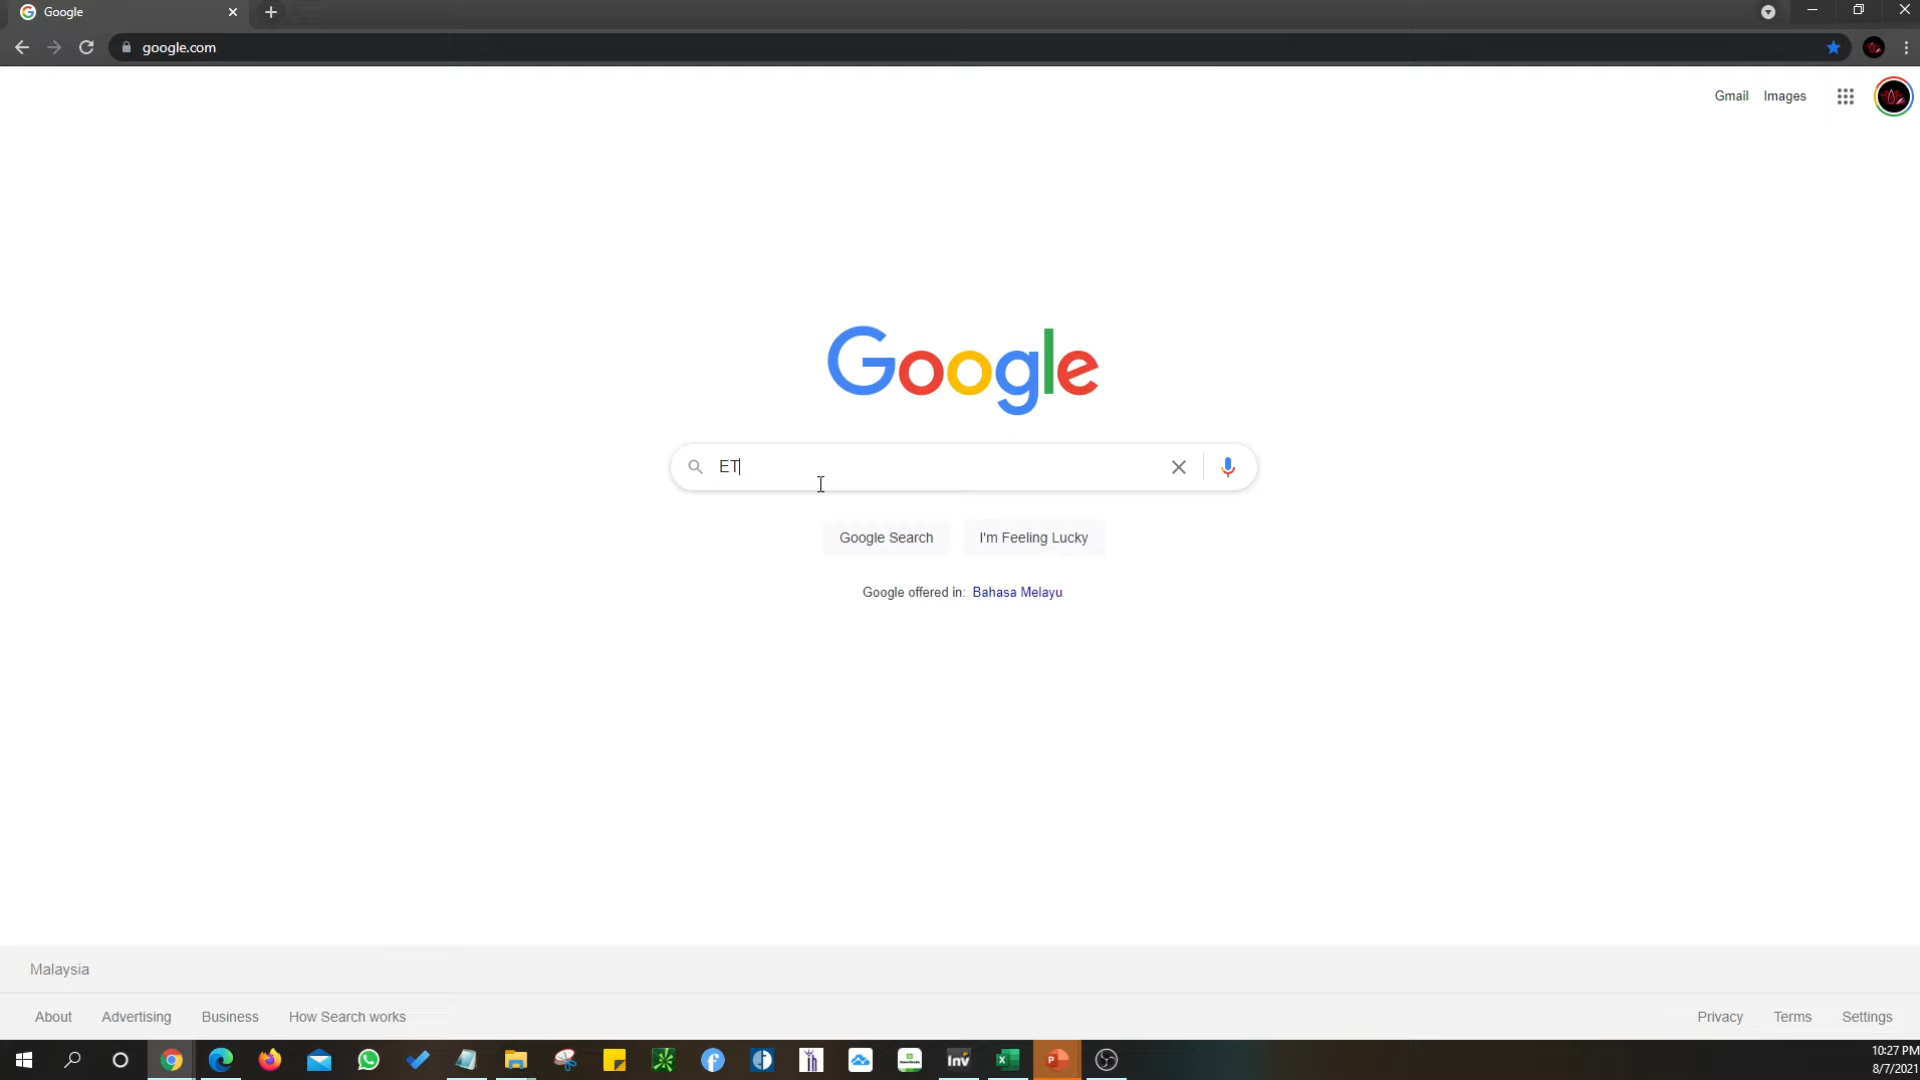 Google
google.com
Gmail Images
Google
ET
Google Search I'm Feeling Lucky
Google offered in: Bahasa Melayu
Malaysia
About Advertising Business How Search works
Privacy Terms Settings
Inv
10:27 PM
8/7/2021